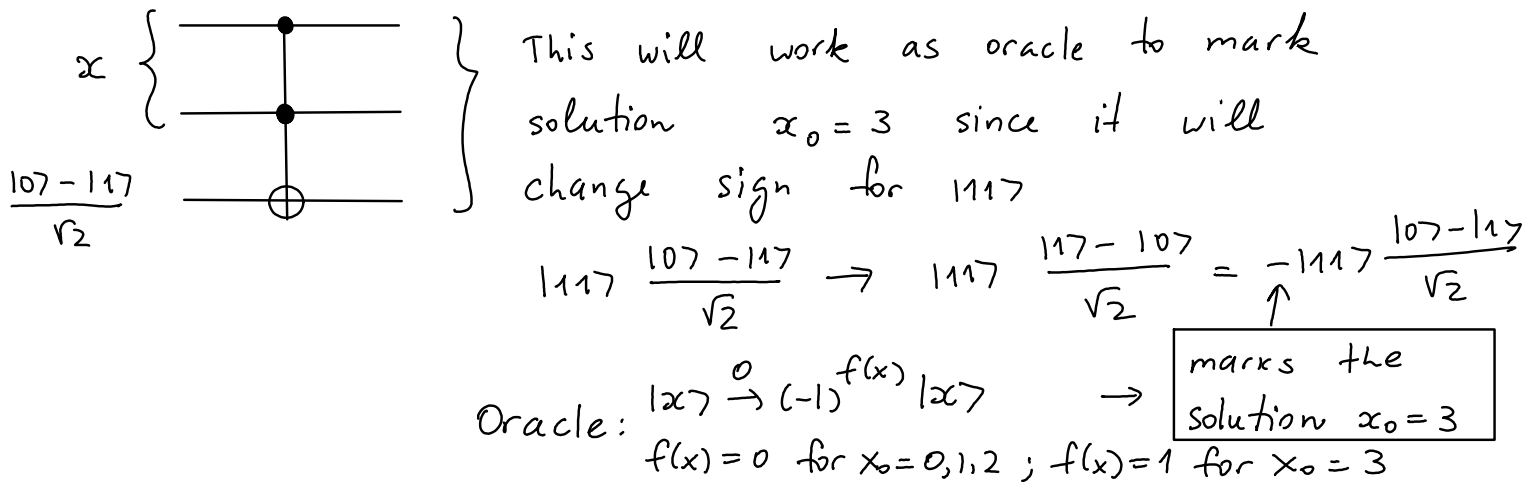 x
|0> - |1>
√2
This will work as oracle to mark
solution x₀ = 3 since it will
change sign for |11>
|11> |0> - |1> / √2 → |11> |1> - |0> / √2 = -|11> |0> - |1> / √2
↑
Oracle: |x> →^O (-1)^f(x) |x> →
f(x) = 0 for x₀ = 0,1,2 ; f(x) = 1 for x₀ = 3
marks the
solution x₀ = 3